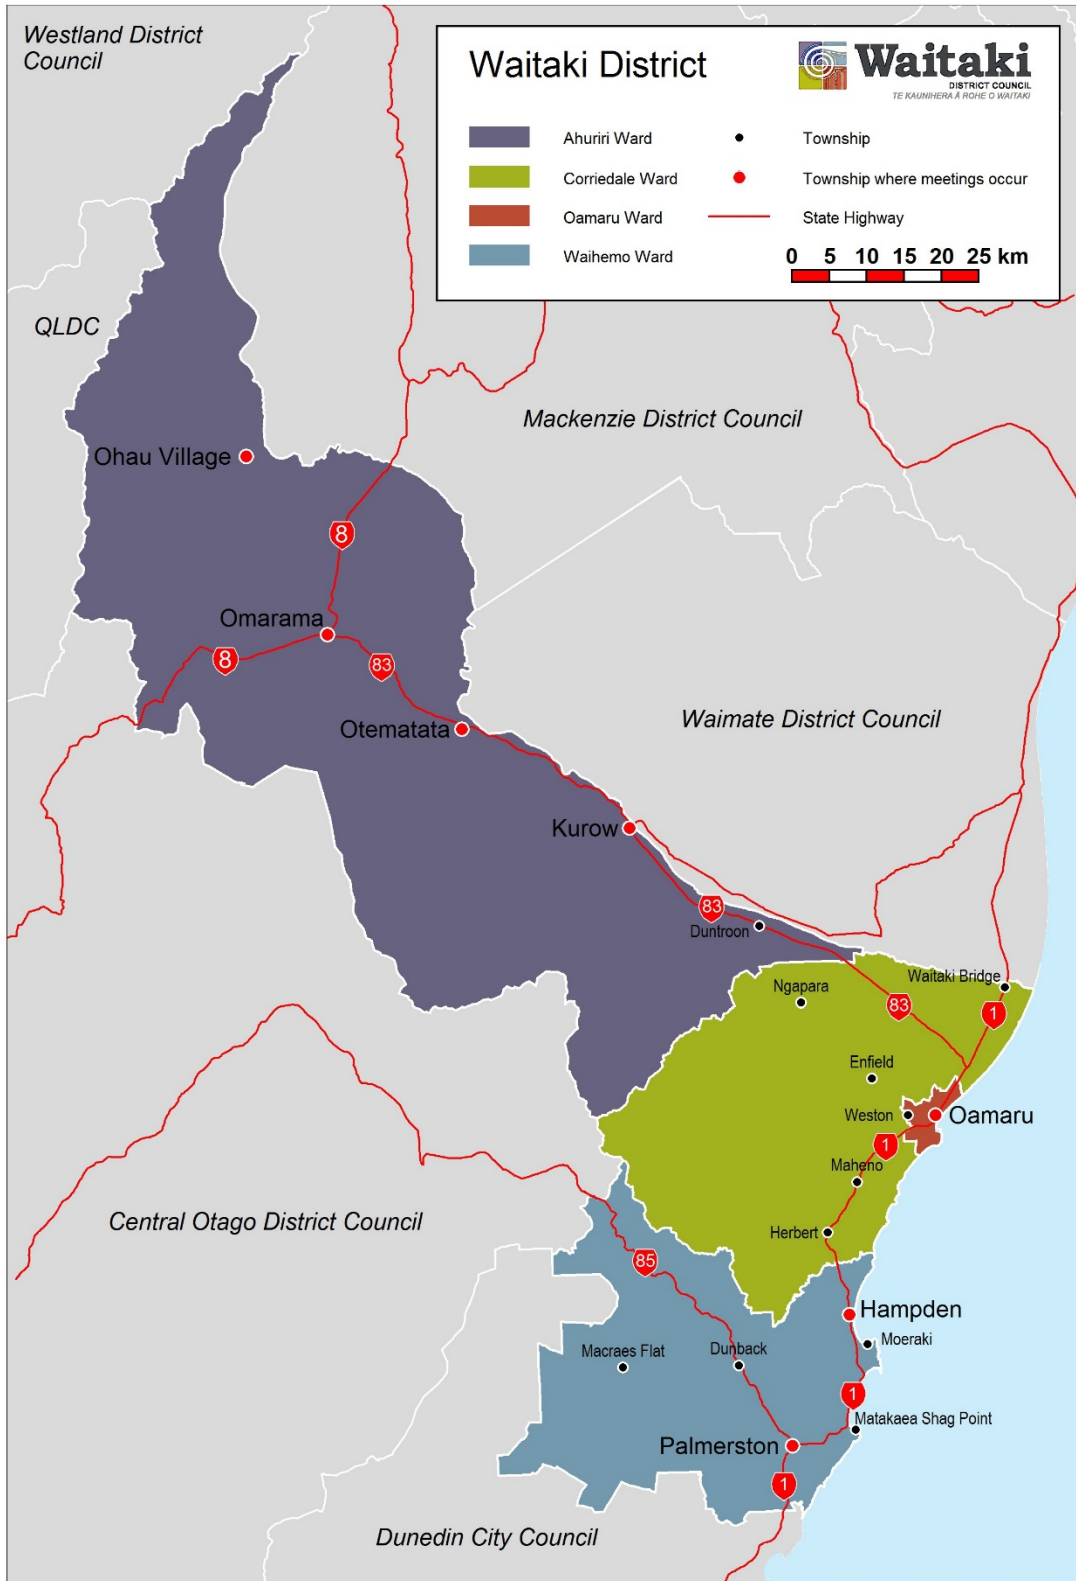 Westland District
Council
Waitaki District
Waitaki
DISTRICT COUNCIL
TE KAUNIHERA Ā ROHE O WAITAKI
Ahuriri Ward
Township
Corriedale Ward
Township where meetings occur
Oamaru Ward
State Highway
Waihemo Ward
0 5 10 15 20 25 km
QLDC
Mackenzie District Council
Ohau Village
8
Omarama
8
83
Otematata
Waimate District Council
Kurow
83
Duntroon
Waitaki Bridge
Ngapara
83
1
Enfield
Weston
Oamaru
1
Maheno
Central Otago District Council
Herbert
85
Hampden
Moeraki
Macraes Flat
Dunback
1
Matakaea Shag Point
Palmerston
1
Dunedin City Council